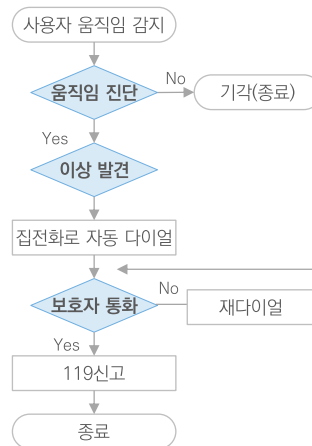 사용자 움직임 감지
움직임 진단
No
기각(종료)
Yes
이상 발견
집전화로 자동 다이얼
보호자 통화
No
재다이얼
Yes
119신고
종료